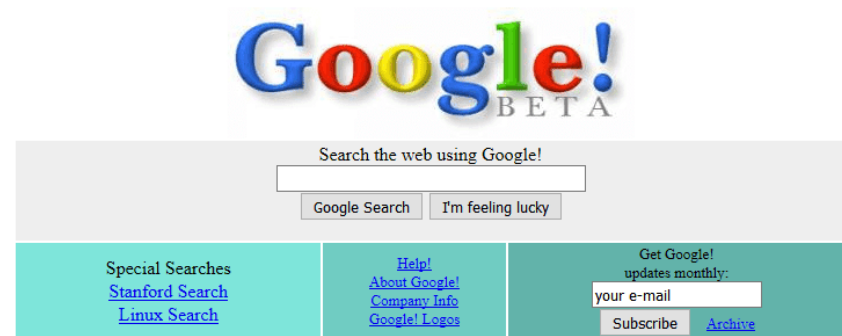 Google!
BETA
Search the web using Google!
Google Search
I'm feeling lucky
Special Searches
Stanford Search
Linux Search
Help!
About Google!
Company Info
Google! Logos
Get Google!
updates monthly:
your e-mail
Subscribe
Archive